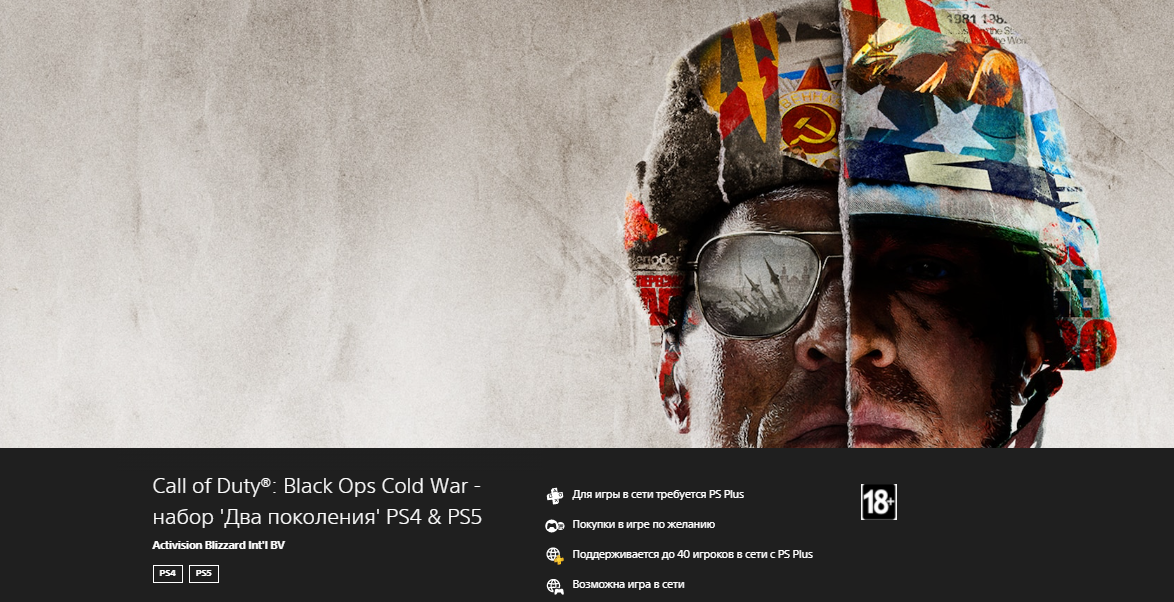 1981 198
Call of Duty®: Black Ops Cold War -
набор 'Два поколения' PS4 & PS5
Activision Blizzard Int'l BV
PS4 PS5
Для игры в сети требуется PS Plus
Покупки в игре по желанию
Поддерживается до 40 игроков в сети с PS Plus
Возможна игра в сети
18+